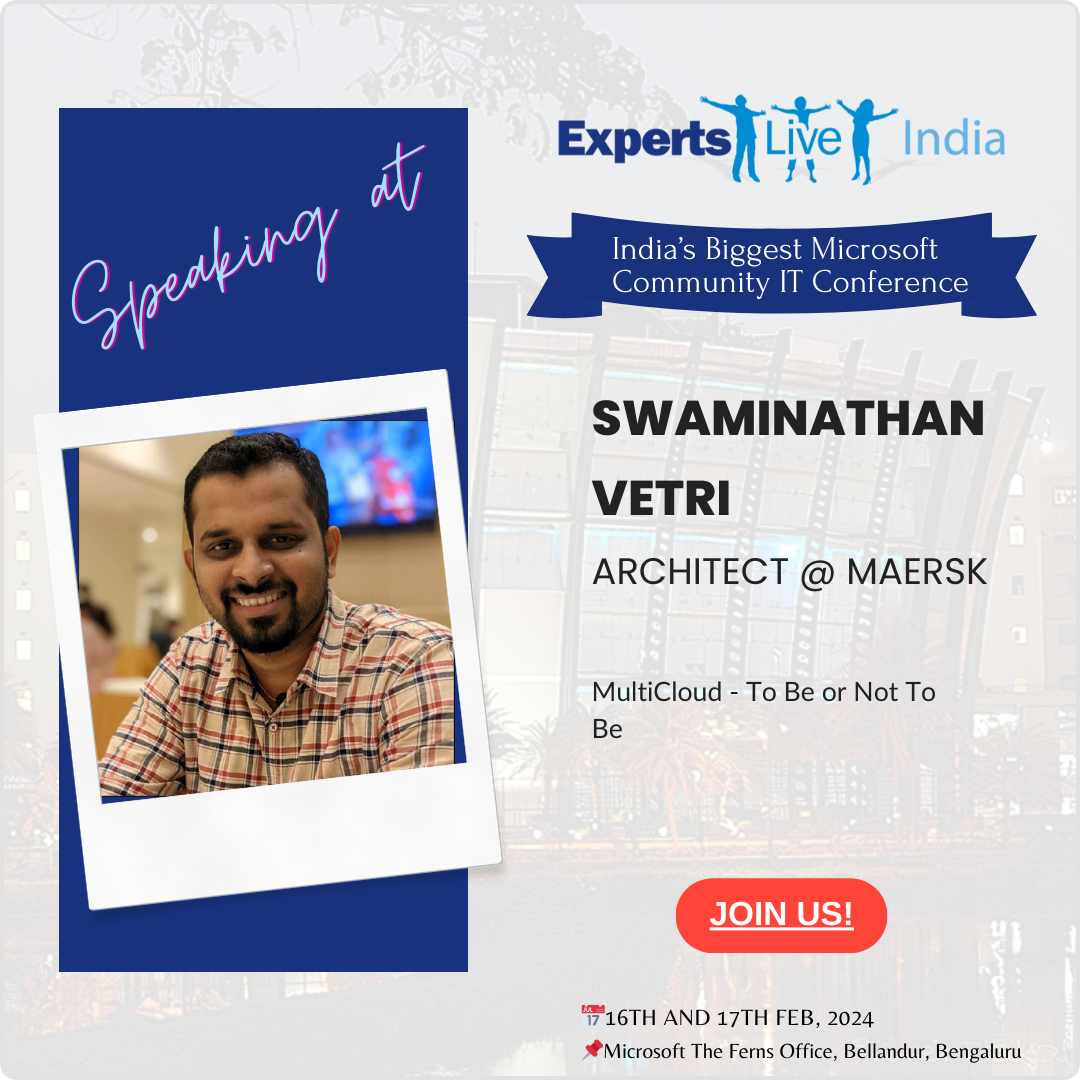 Speaking at
Experts Live India
India’s Biggest Microsoft
Community IT Conference
SWAMINATHAN
VETRI
ARCHITECT @ MAERSK
MultiCloud - To Be or Not To
Be
JOIN US!
📅16TH AND 17TH FEB, 2024
📌Microsoft The Ferns Office, Bellandur, Bengaluru